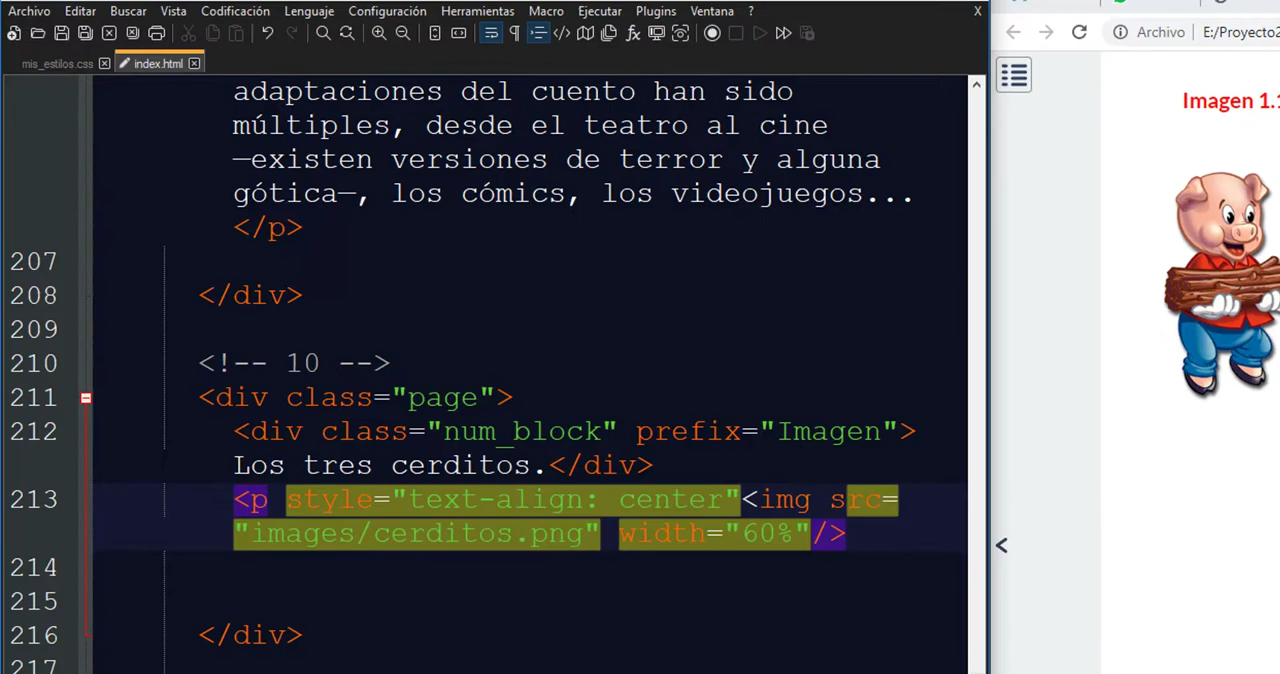 Archivo Editar Buscar Vista Codificación Lenguaje Configuración Herramientas Macro Ejecutar Plugins Ventana ? X
mis_estilos.css index.html
Archivo E:/Proyecto2
adaptaciones del cuento han sido
múltiples, desde el teatro al cine
—existen versiones de terror y alguna
gótica—, los cómics, los videojuegos...
</p>
207
208 </div>
209
210 <!-- 10 -->
211 <div class="page">
212 <div class="num_block" prefix="Imagen">
Los tres cerditos.</div>
213 <p style="text-align: center"<img src=
"images/cerditos.png" width="60%"/>
214
215
216 </div>
217
Imagen 1.1